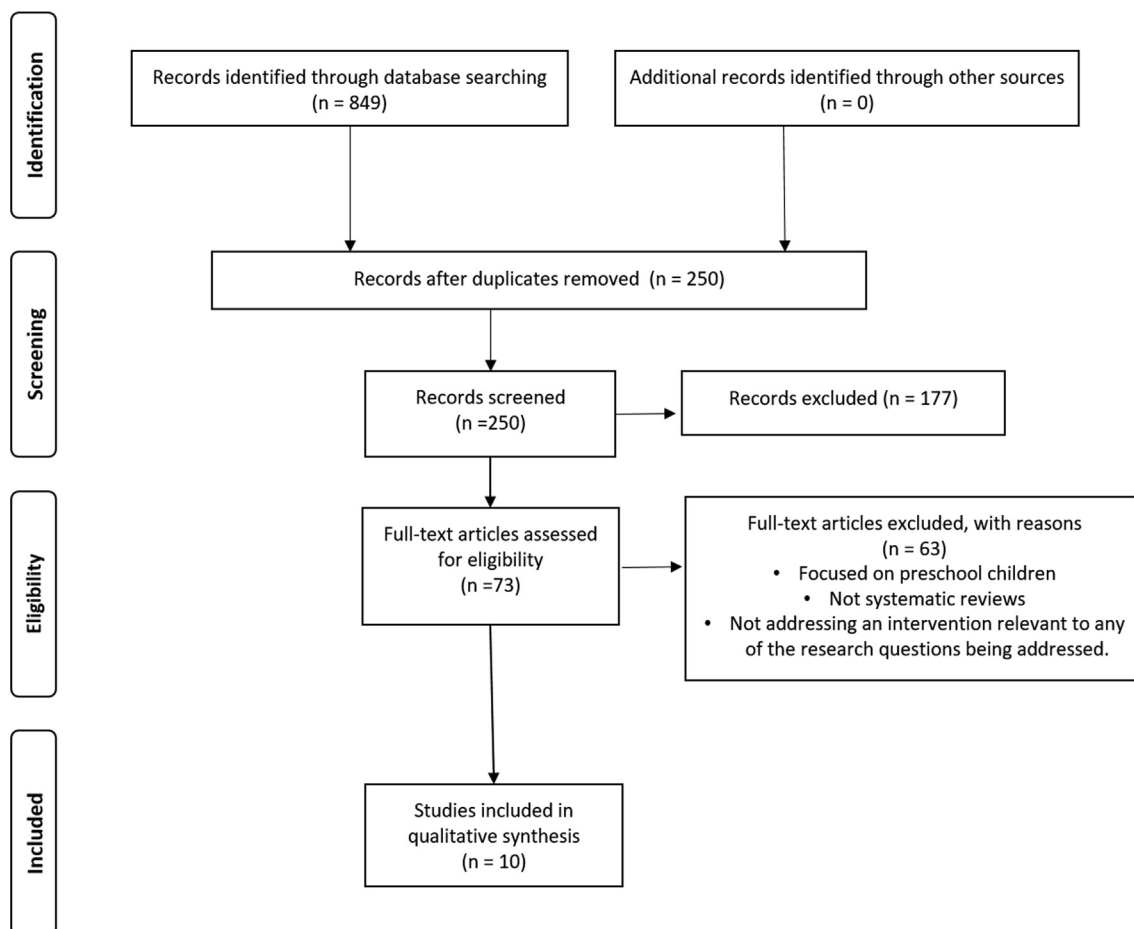 Identification
Records identified through database searching
(n = 849)
Additional records identified through other sources
(n = 0)
Screening
Records after duplicates removed (n = 250)
Records screened
(n =250)
Records excluded (n = 177)
Eligibility
Full-text articles assessed
for eligibility
(n =73)
Full-text articles excluded, with reasons
(n = 63)
• Focused on preschool children
• Not systematic reviews
• Not addressing an intervention relevant to any
of the research questions being addressed.
Included
Studies included in
qualitative synthesis
(n = 10)